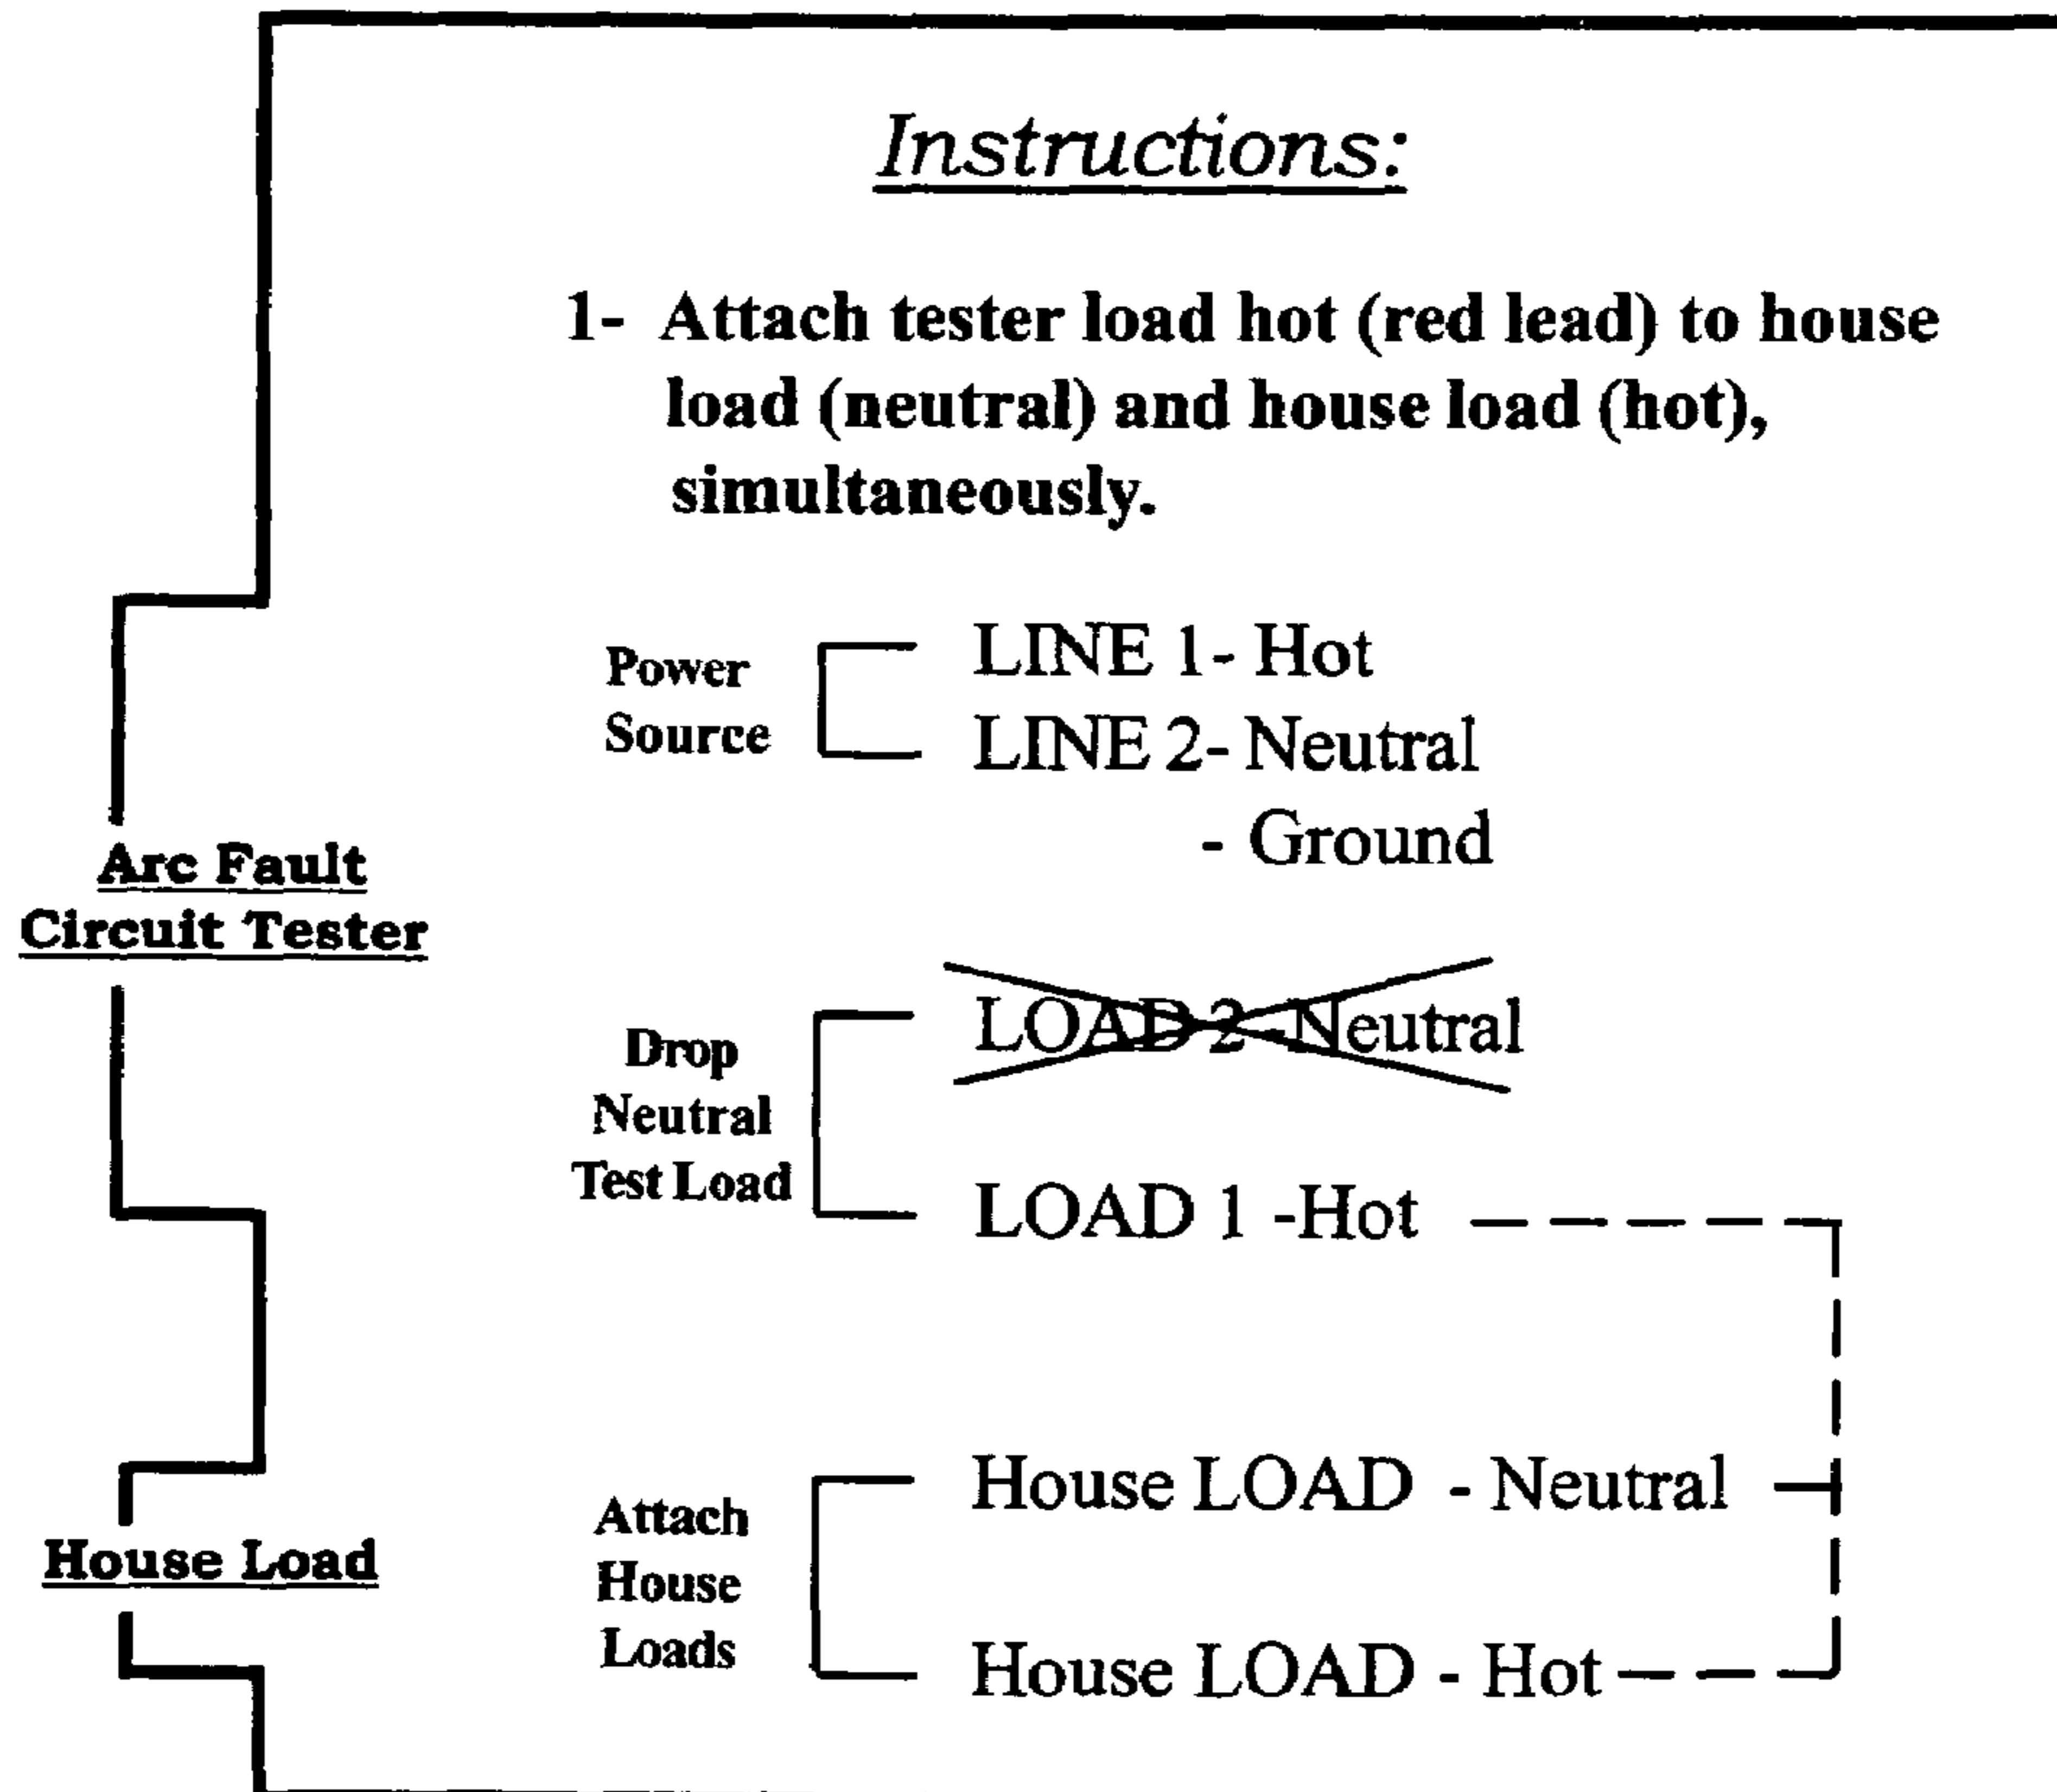 Instructions:
1- Attach tester load hot (red lead) to house
load (neutral) and house load (hot),
simultaneously.
Power
Source
LINE 1- Hot
LINE 2- Neutral
- Ground
Arc Fault
Circuit Tester
Drop
Neutral
Test Load
LOAD 2 -Neutral
LOAD 1 -Hot
House Load
Attach
House
Loads
House LOAD - Neutral
House LOAD - Hot